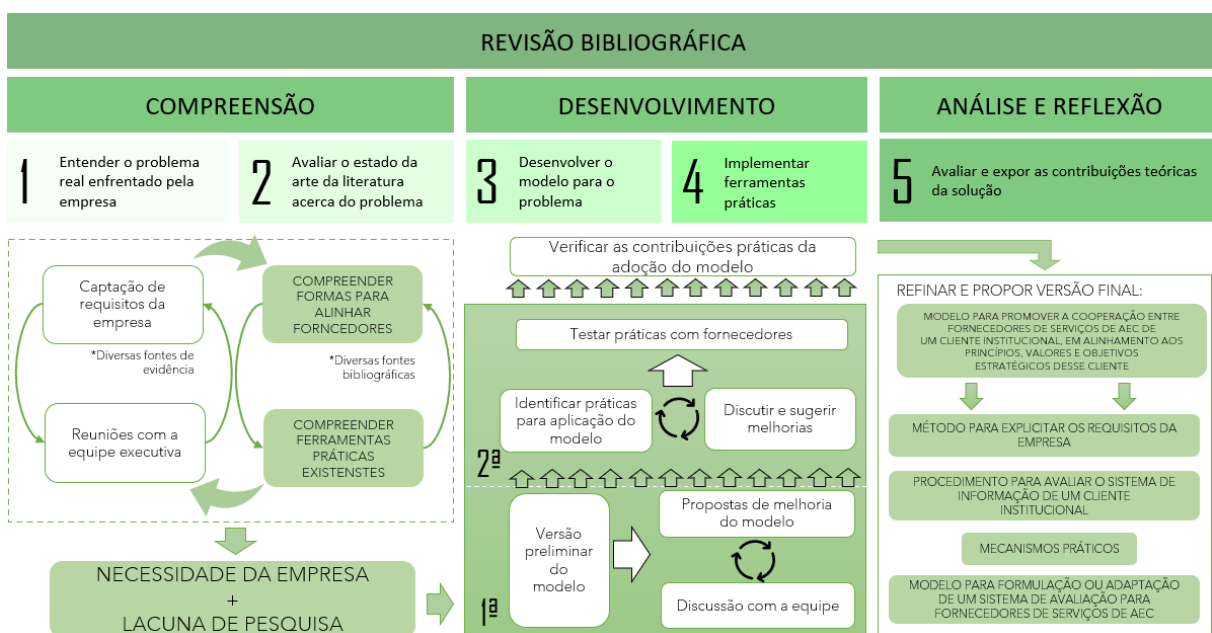 REVISÃO BIBLIOGRÁFICA
COMPREENSÃO
DESENVOLVIMENTO
ANÁLISE E REFLEXÃO
1
Entender o problema
real enfrentado pela
empresa
2
Avaliar o estado da
arte da literatura
acerca do problema
3
Desenvolver o
modelo para o
problema
4
Implementar
ferramentas
práticas
5
Avaliar e expor as contribuições teóricas
da solução
Captação de
requisitos da
empresa
*Diversas fontes de
evidência
Reuniões com a
equipe executiva
COMPREENDER
FORMAS PARA
ALINHAR
FORNCEDORES
*Diversas fontes
bibliográficas
COMPREENDER
FERRAMENTAS
PRÁTICAS
EXISTENSTES
NECESSIDADE DA EMPRESA
+
LACUNA DE PESQUISA
Verificar as contribuições práticas da
adoção do modelo
Testar práticas com fornecedores
Identificar práticas
para aplicação do
modelo
Discutir e sugerir
melhorias
2ª
Versão
preliminar
do
modelo
Propostas de melhoria
do modelo
Discussão com a equipe
1ª
REFINAR E PROPOR VERSÃO FINAL:
MODELO PARA PROMOVER A COOPERAÇÃO ENTRE
FORNECEDORES DE SERVIÇOS DE AEC DE
UM CLIENTE INSTITUCIONAL, EM ALINHAMENTO AOS
PRINCÍPIOS, VALORES E OBJETIVOS
ESTRATÉGICOS DESSE CLIENTE
MÉTODO PARA EXPLICITAR OS REQUISITOS DA
EMPRESA
PROCEDIMENTO PARA AVALIAR O SISTEMA DE
INFORMAÇÃO DE UM CLIENTE
INSTITUCIONAL
MECANISMOS PRÁTICOS
MODELO PARA FORMULAÇÃO OU ADAPTAÇÃO
DE UM SISTEMA DE AVALIAÇÃO PARA
FORNECEDORES DE SERVIÇOS DE AEC